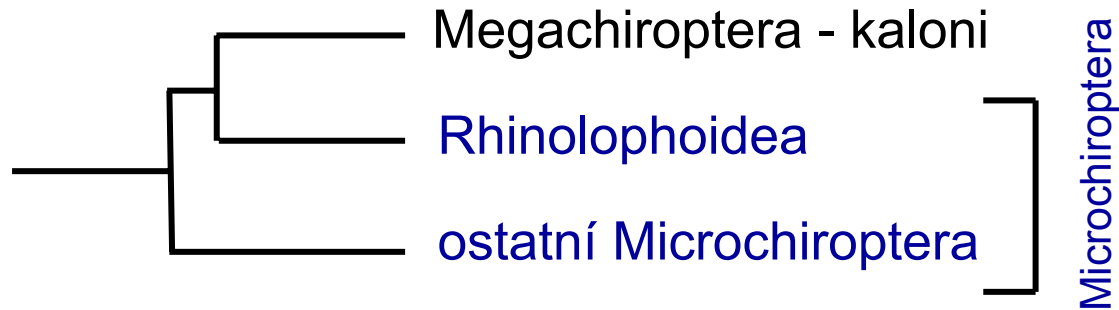 Megachiroptera - kaloni
Rhinolophoidea
ostatní Microchiroptera
Microchiroptera